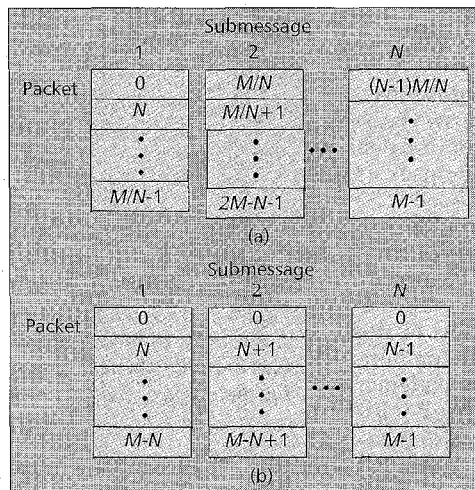 Submessage
1 2 N
Packet 0 M/N (N-1)M/N
N M/N+1
M/N-1 2M-N-1 M-1
(a)
Submessage
1 2 N
Packet 0 0 0
N N+1 N-1
M-N M-N+1 M-1
(b)